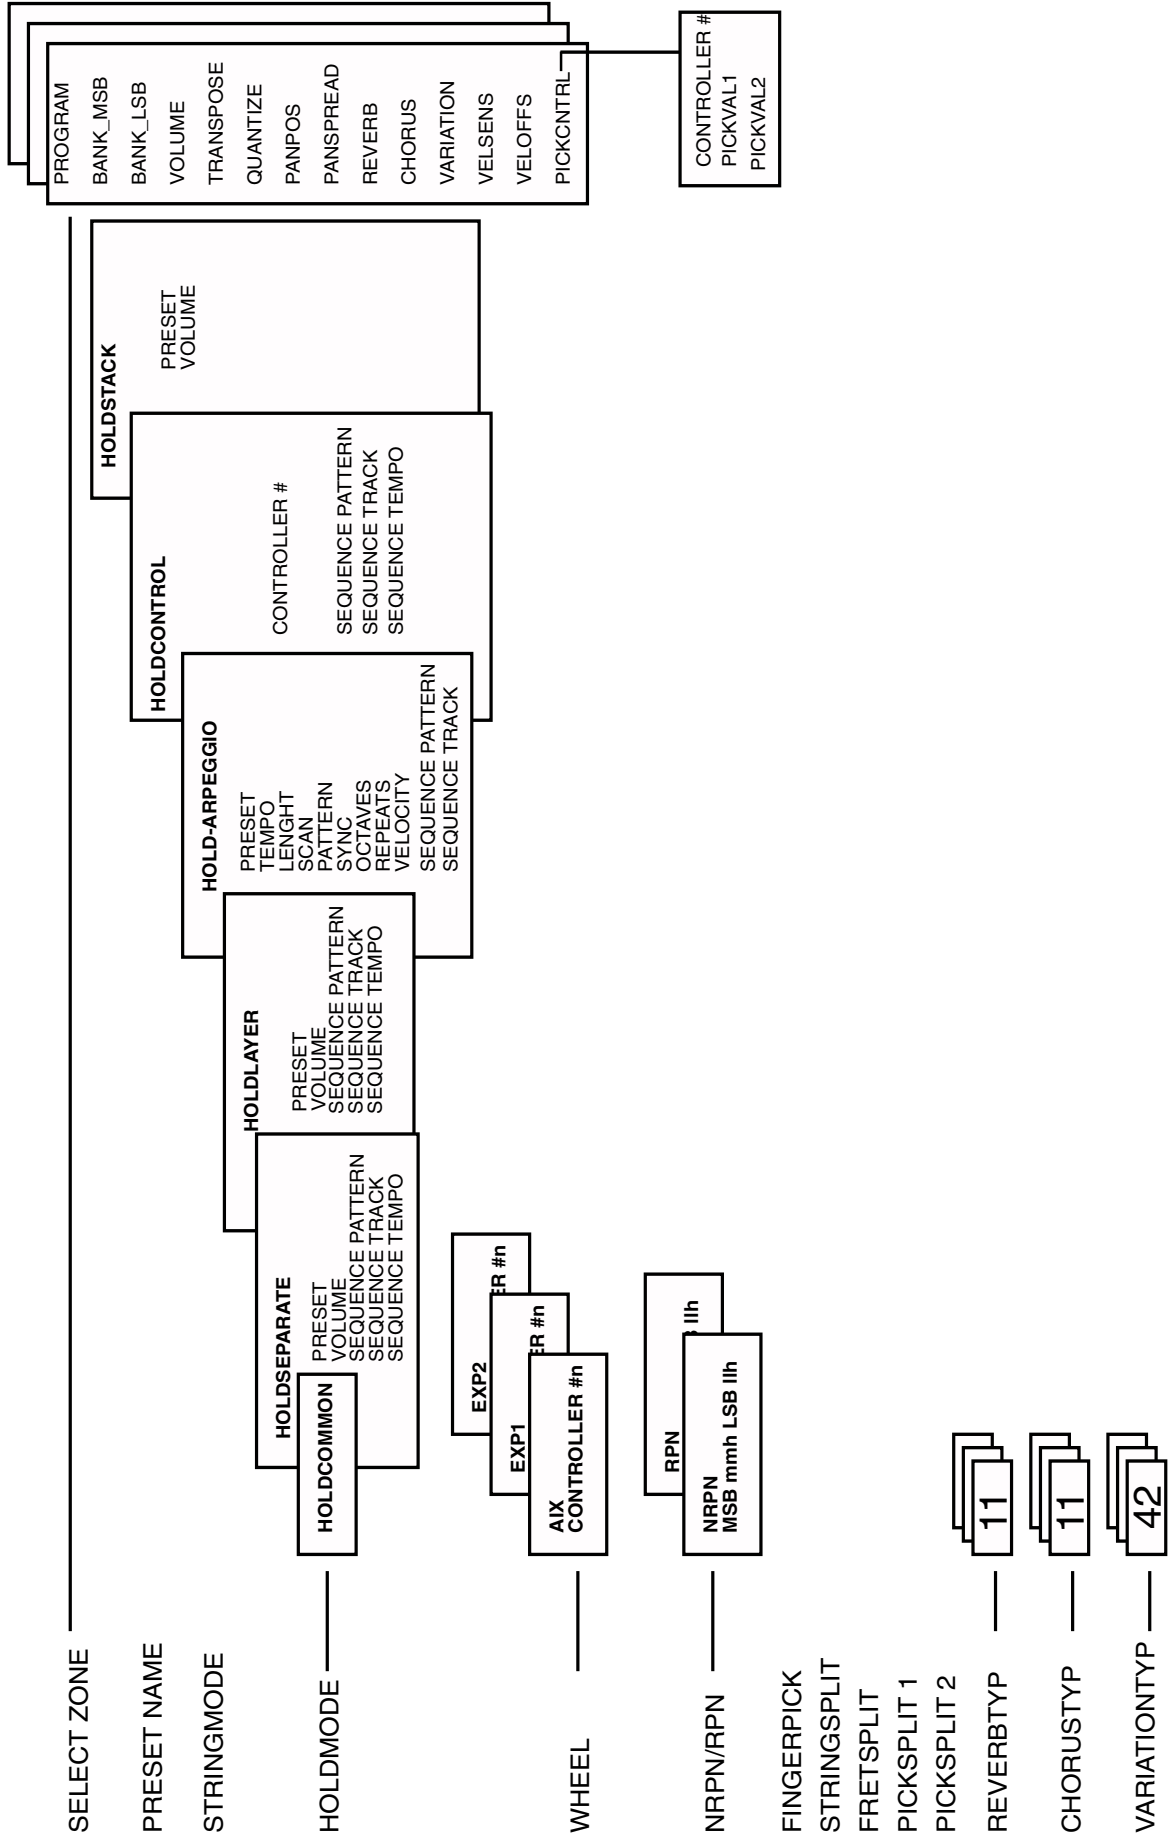 SELECT ZONE
PROGRAM
BANK_MSB
BANK_LSB
VOLUME
TRANSPOSE
QUANTIZE
PANPOS
PANSPREAD
REVERB
CHORUS
VARIATION
VELSENS
VELOFFS
PICKCNTRL
CONTROLLER #
PICKVAL1
PICKVAL2
PRESET NAME
STRINGMODE
HOLDMODE
HOLDCOMMON
HOLDSEPARATE
PRESET
VOLUME
SEQUENCE PATTERN
SEQUENCE TRACK
SEQUENCE TEMPO
HOLDLAYER
PRESET
VOLUME
SEQUENCE PATTERN
SEQUENCE TRACK
SEQUENCE TEMPO
HOLD-ARPEGGIO
PRESET
TEMPO
LENGHT
SCAN
PATTERN
SYNC
OCTAVES
REPEATS
VELOCITY
SEQUENCE PATTERN
SEQUENCE TRACK
HOLDCONTROL
CONTROLLER #
SEQUENCE PATTERN
SEQUENCE TRACK
SEQUENCE TEMPO
HOLDSTACK
PRESET
VOLUME
WHEEL
AIX
CONTROLLER #n
EXP1
ER #n
EXP2
ER #n
NRPN/RPN
NRPN
MSB mmh LSB llh
RPN
llh
FINGERPICK
STRINGSPLIT
FRETSPLIT
PICKSPLIT 1
PICKSPLIT 2
REVERBTYP
11
CHORUSTYP
11
VARIATIONTYP
42